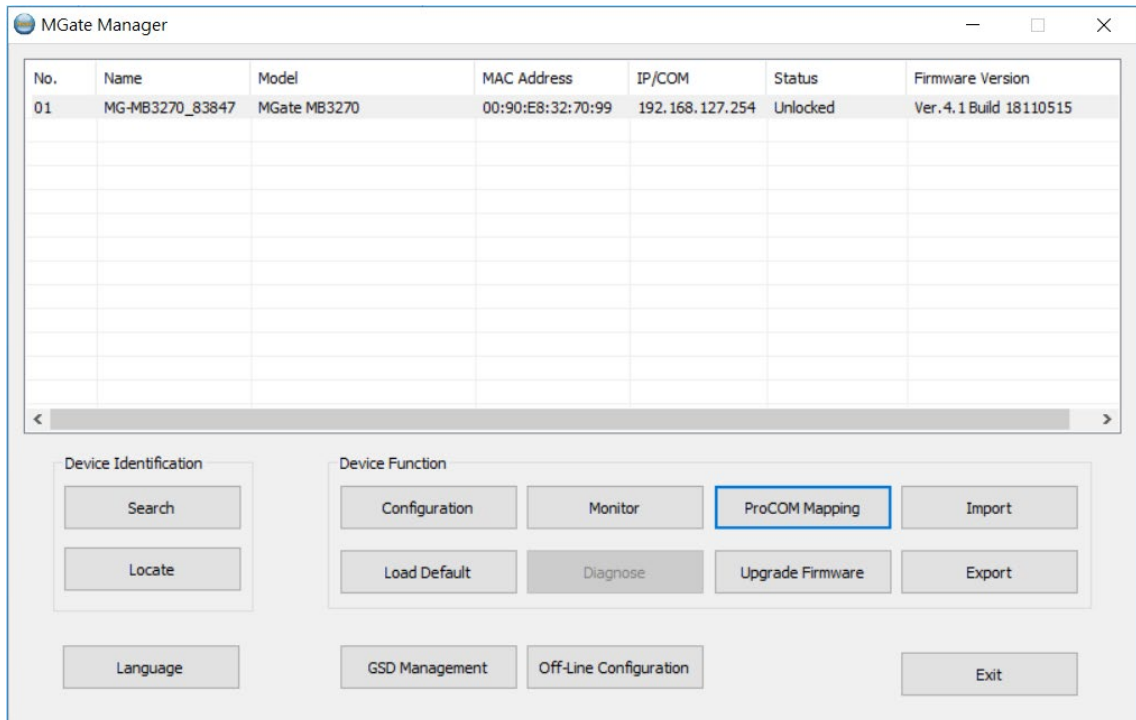 MGate Manager
No. Name Model MAC Address IP/COM Status Firmware Version
01 MG-MB3270_83847 MGate MB3270 00:90:E8:32:70:99 192.168.127.254 Unlocked Ver.4.1 Build 18110515
Device Identification
Search
Locate
Device Function
Configuration Monitor ProCOM Mapping Import
Load Default Diagnose Upgrade Firmware Export
Language GSD Management Off-Line Configuration Exit